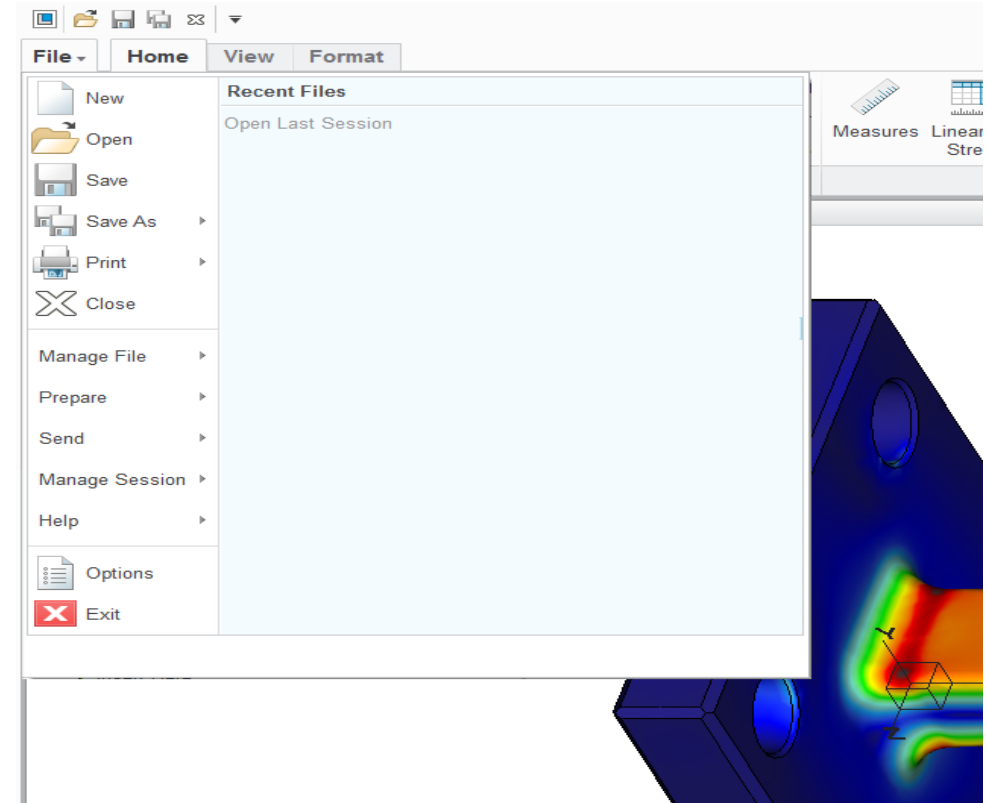 File Home View Format
New
Open
Save
Save As
Print
Close
Manage File
Prepare
Send
Manage Session
Help
Options
Exit
Recent Files
Open Last Session
Measures Linear
Stre
Y
Z